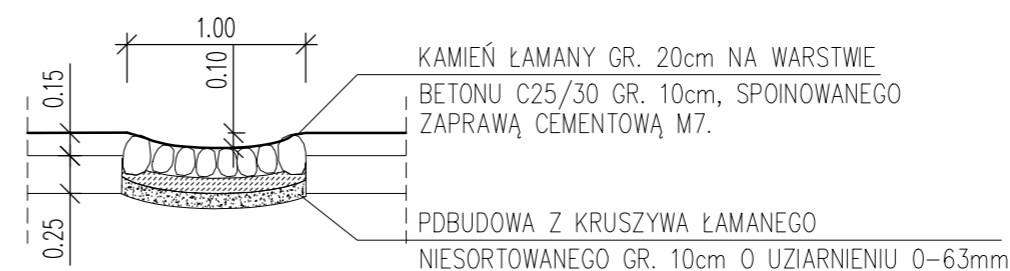 1.00
0.10
0.15
0.25
KAMIEŃ ŁAMANY GR. 20cm NA WARSTWIE
BETONU C25/30 GR. 10cm, SPOINOWANEGO
ZAPRAWĄ CEMENTOWĄ M7.
PDBUDOWA Z KRUSZYWA ŁAMANEGO
NIESORTOWANEGO GR. 10cm O UZIARNIENIU 0-63mm